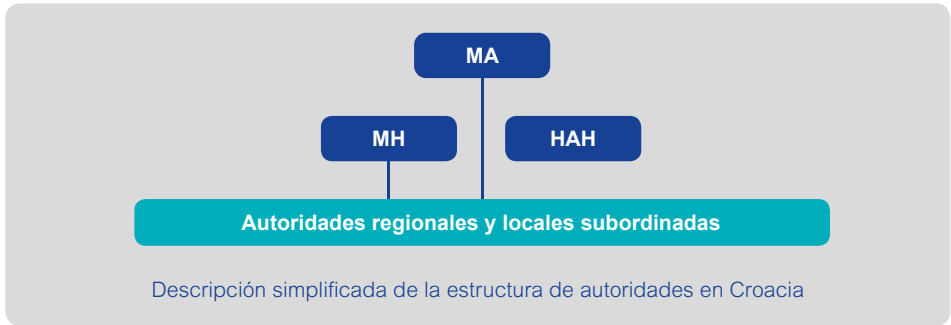 MA
MH
HAH
Autoridades regionales y locales subordinadas
Descripción simplificada de la estructura de autoridades en Croacia